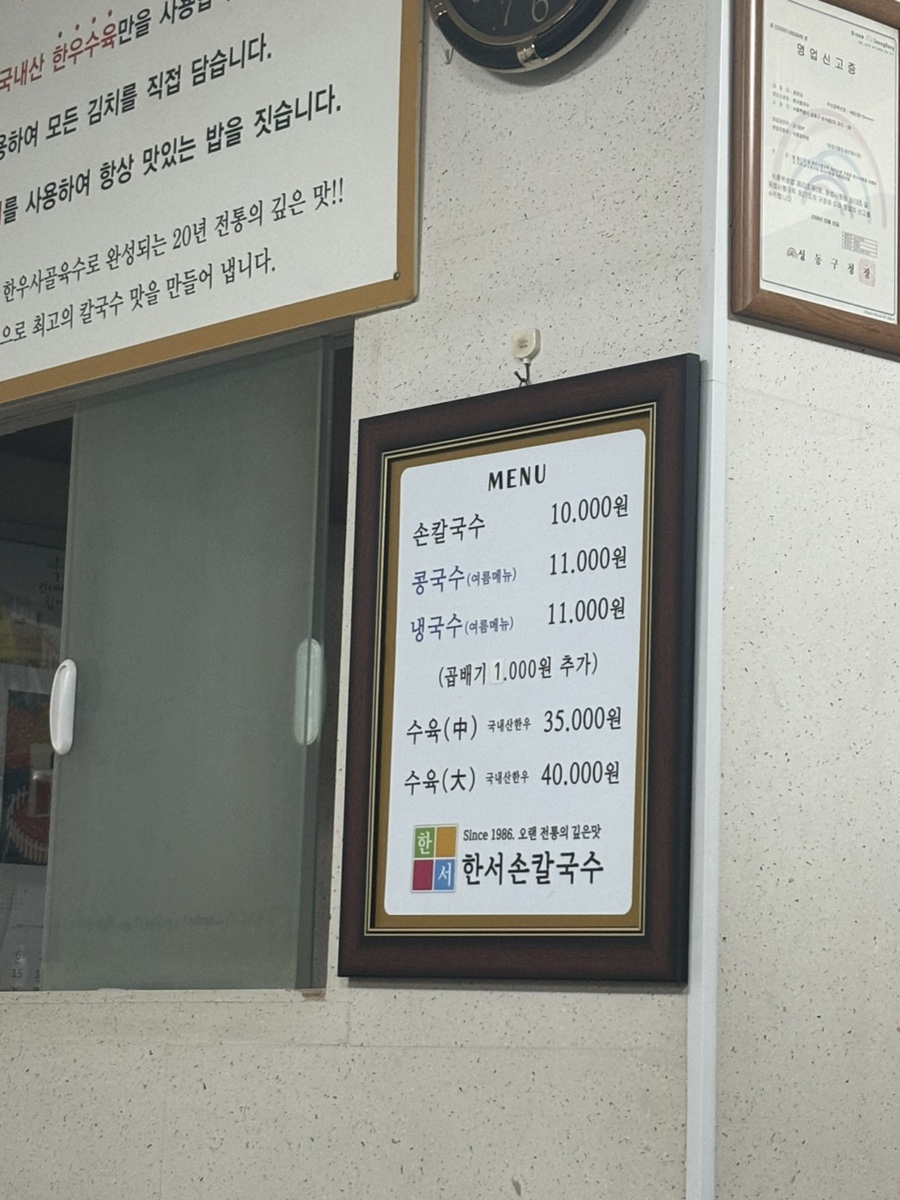 국내산 한우수육만을
하여 모든 김치를 직접 담습니다.
를 사용하여 항상 맛있는 밥을 짓습니다.
한우사골육수로 완성되는 20년 전통의 깊은 맛!!
으로 최고의 칼국수 맛을 만들어 냅니다.
영업신고증
성동구청장
MENU
손칼국수 10.000원
콩국수(여름메뉴) 11.000원
냉국수(여름메뉴) 11.000원
(곱배기 1.000원 추가)
수육(中) 국내산한우 35.000원
수육(大) 국내산한우 40.000원
한
서
Since 1986. 오랜 전통의 깊은맛
한서손칼국수